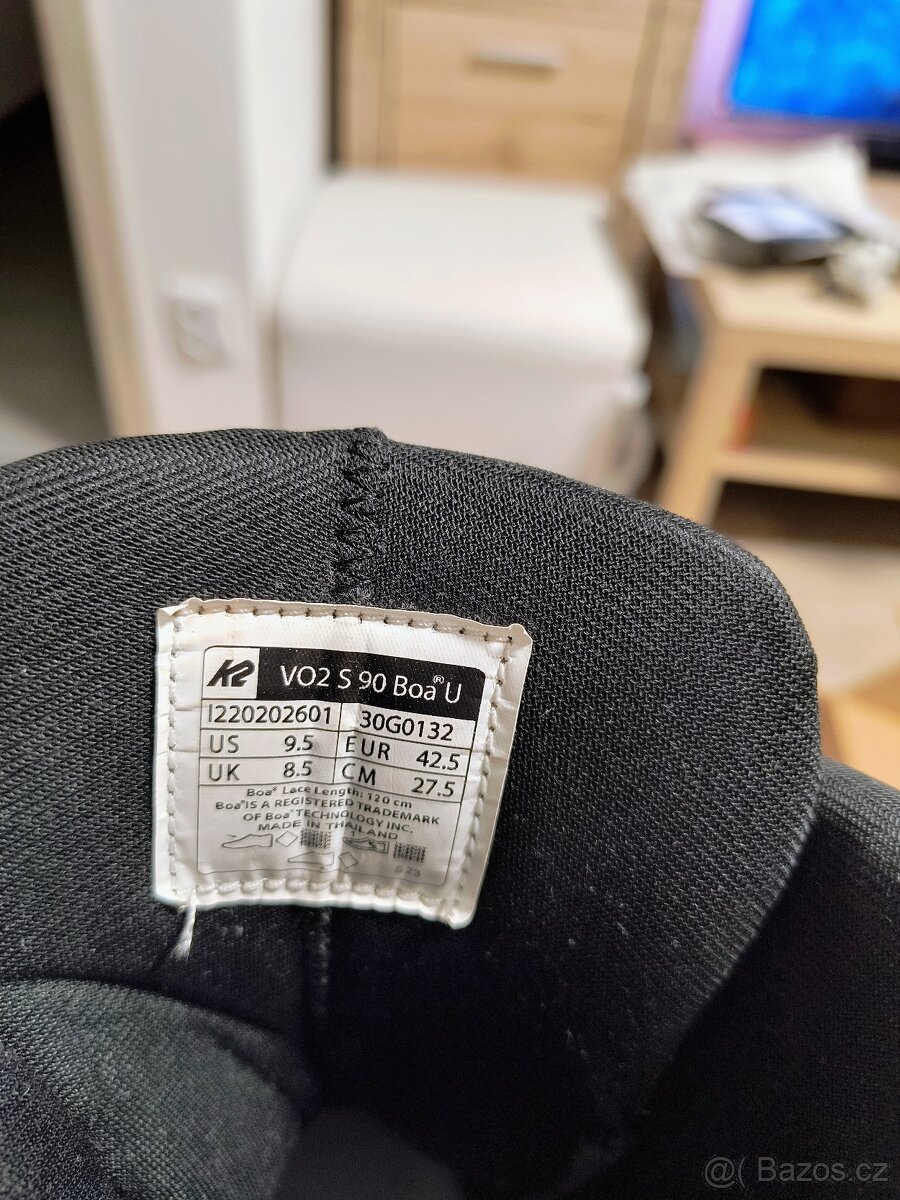 K2 VO2 S 90 Boa® U
I220202601 30G0132
US 9.5 EUR 42.5
UK 8.5 CM 27.5
Boa® Lace Length: 120 cm
Boa® IS A REGISTERED TRADEMARK
OF Boa® TECHNOLOGY INC.
MADE IN THAILAND
S23
@( Bazos.cz